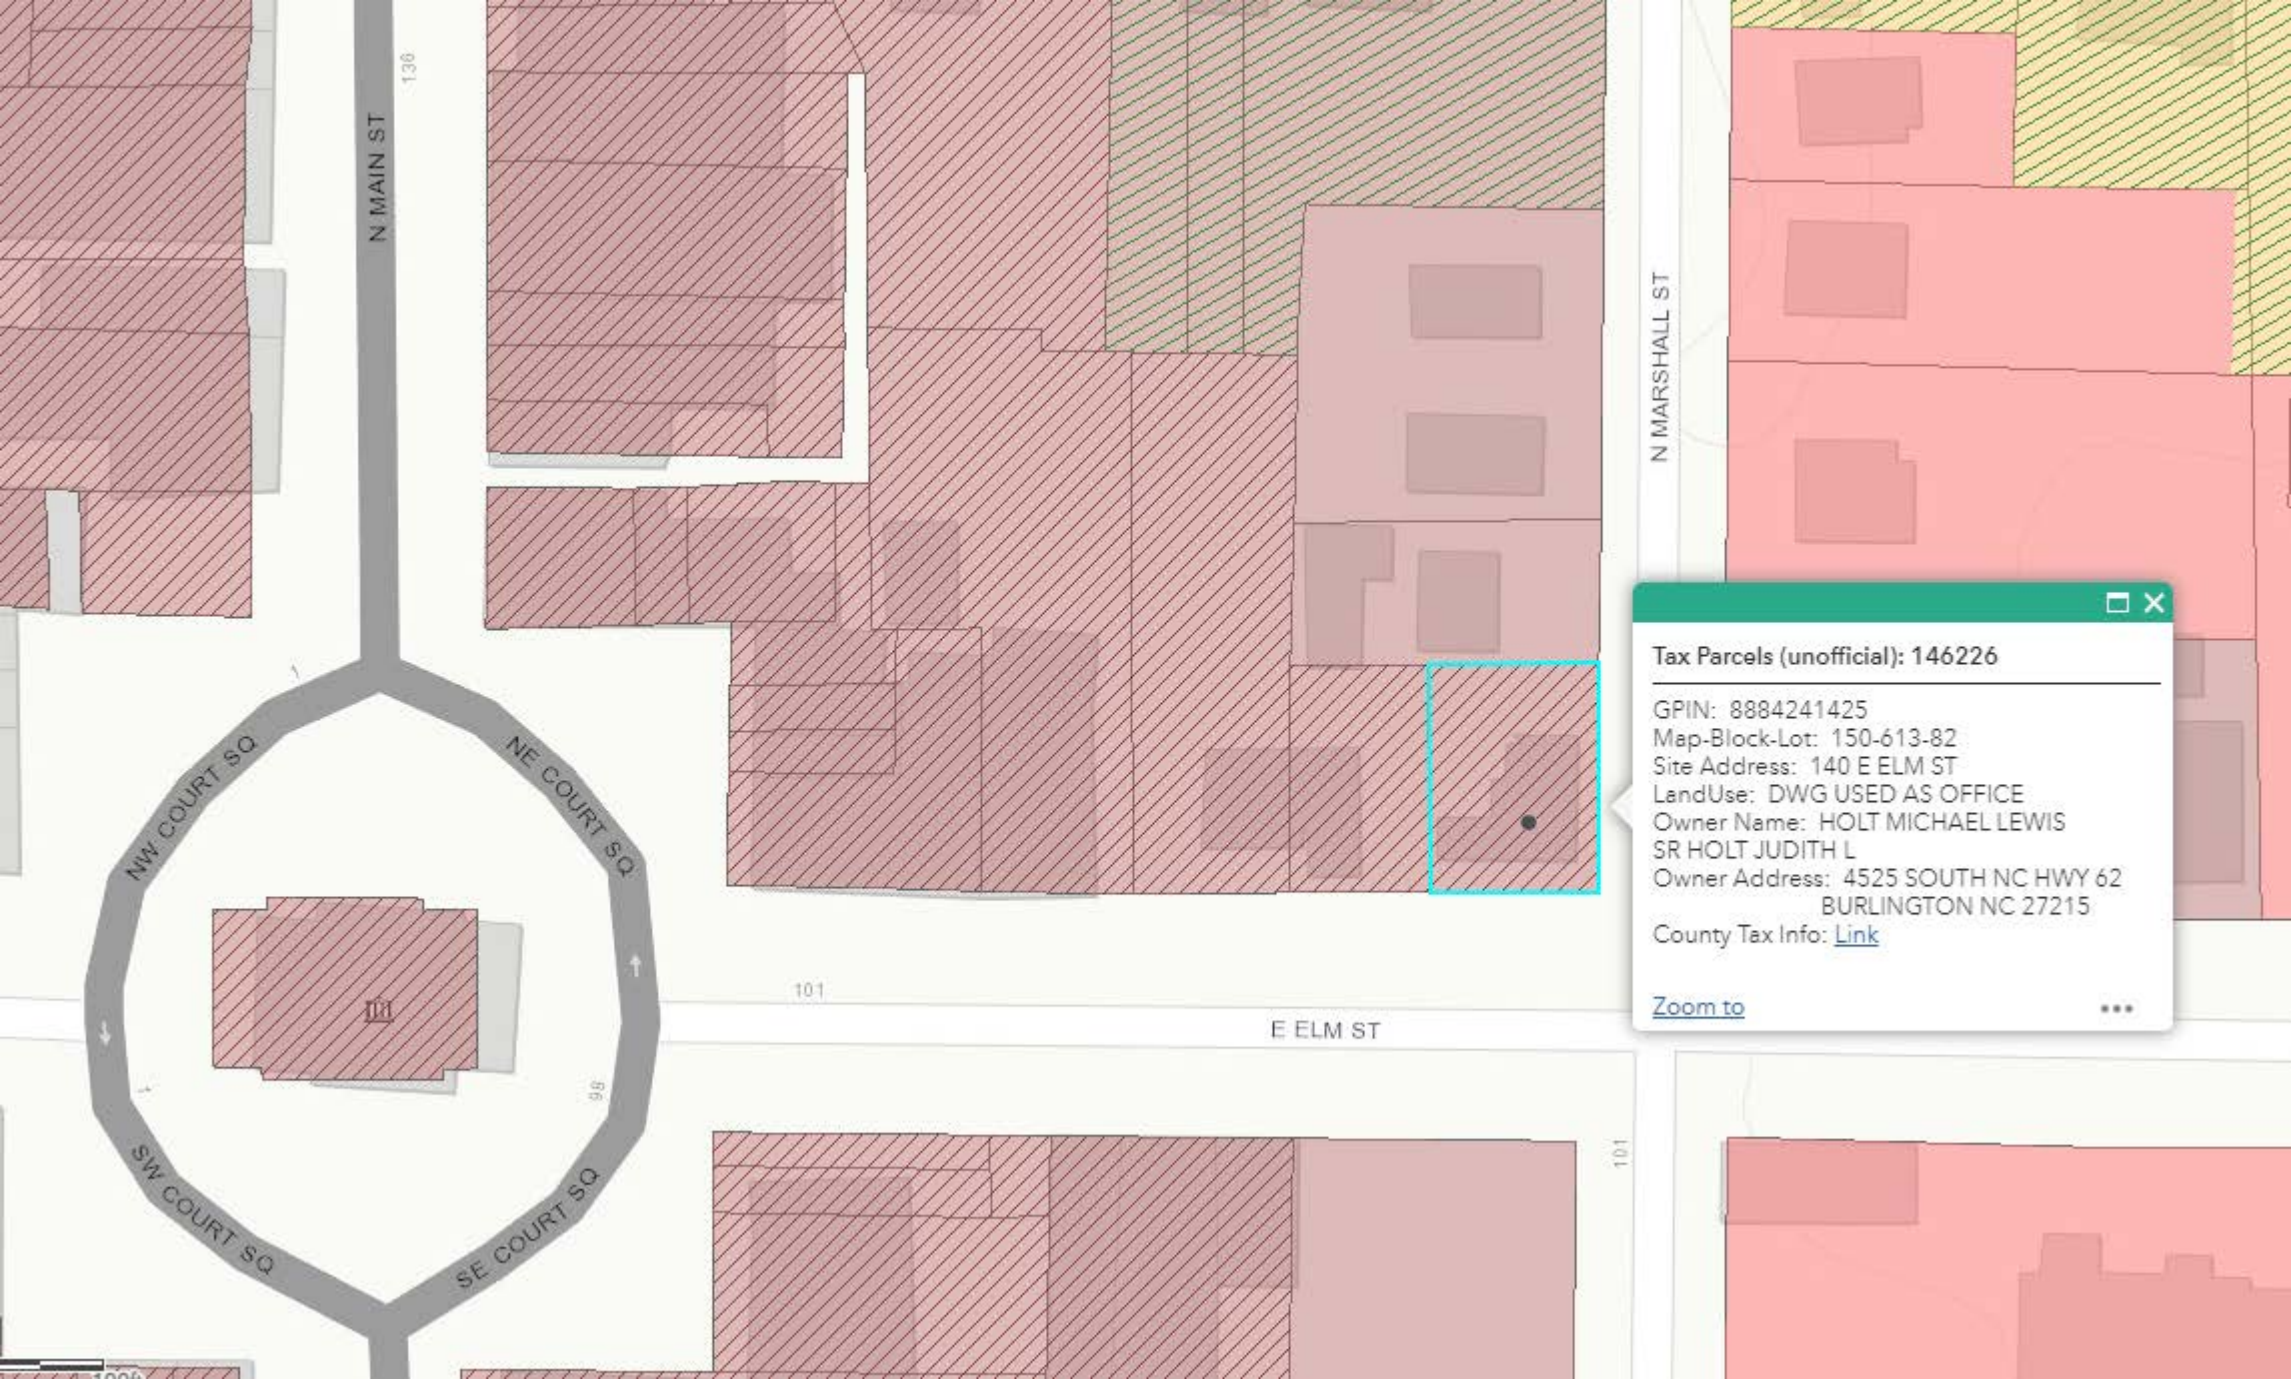 136
N MAIN ST
N MARSHALL ST
1
NW COURT SQ
NE COURT SQ
Tax Parcels (unofficial): 146226
GPIN: 8884241425
Map-Block-Lot: 150-613-82
Site Address: 140 E ELM ST
LandUse: DWG USED AS OFFICE
Owner Name: HOLT MICHAEL LEWIS
SR HOLT JUDITH L
Owner Address: 4525 SOUTH NC HWY 62
BURLINGTON NC 27215
County Tax Info: Link
Zoom to
101
E ELM ST
1
98
101
SW COURT SQ
SE COURT SQ